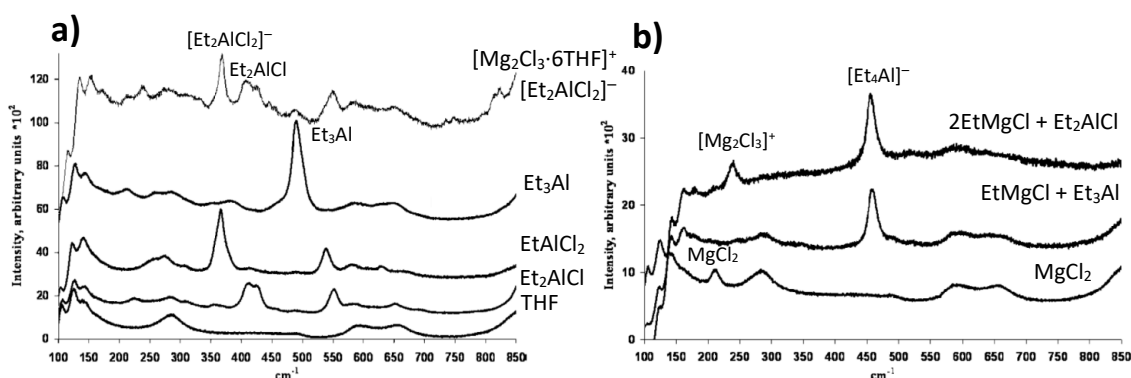 a)
[Et₂AlCl₂]⁻
Et₂AlCl
[Mg₂Cl₃·6THF]⁺
[Et₂AlCl₂]⁻
Et₃Al
Et₃Al
EtAlCl₂
Et₂AlCl
THF
Intensity, arbitrary units *10²
120
100
80
60
40
20
0
100 150 200 250 300 350 400 450 500 550 600 650 700 750 800 850
cm⁻¹
b)
[Et₄Al]⁻
2EtMgCl + Et₂AlCl
[Mg₂Cl₃]⁺
EtMgCl + Et₃Al
MgCl₂
MgCl₂
Intensity, arbitrary units *10²
40
30
20
10
0
100 150 200 250 300 350 400 450 500 550 600 650 700 750 800 850
cm⁻¹